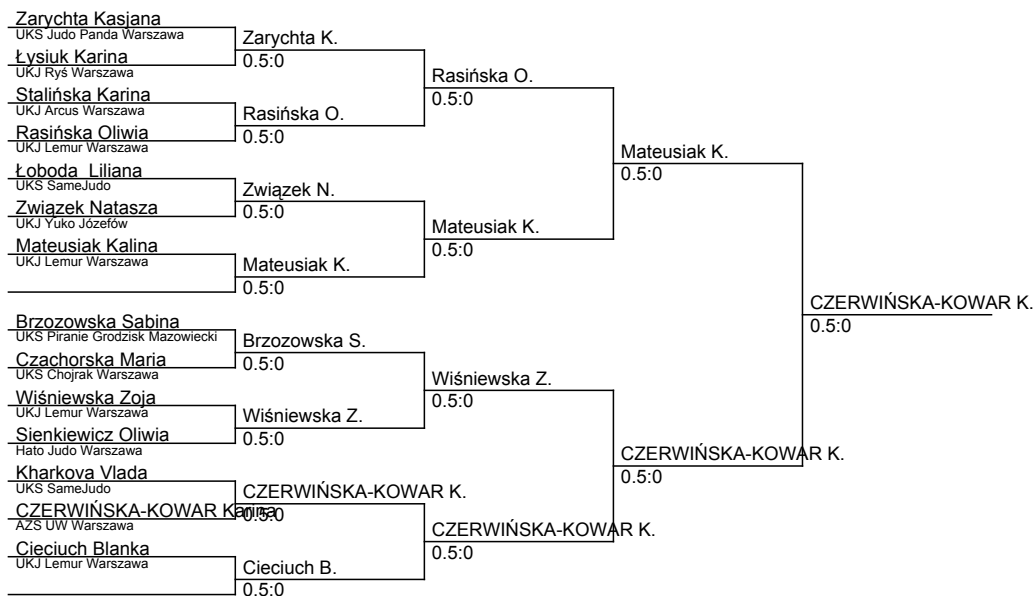 Zarychta Kasjana
UKS Judo Panda Warszawa
Łysiuk Karina
UKJ Ryś Warszawa
Stalińska Karina
UKJ Arcus Warszawa
Rasińska Oliwia
UKJ Lemur Warszawa
Łoboda  Liliana
UKS SameJudo
Związek Natasza
UKJ Yuko Józefów
Mateusiak Kalina
UKJ Lemur Warszawa
Brzozowska Sabina
UKS Piranie Grodzisk Mazowiecki
Czachorska Maria
UKS Chojrak Warszawa
Wiśniewska Zoja
UKJ Lemur Warszawa
Sienkiewicz Oliwia
Hato Judo Warszawa
Kharkova Vlada
UKS SameJudo
CZERWIŃSKA-KOWAR Karina
AZS UW Warszawa
Cieciuch Blanka
UKJ Lemur Warszawa
Zarychta K.
0.5:0
Rasińska O.
0.5:0
Związek N.
0.5:0
Mateusiak K.
0.5:0
Brzozowska S.
0.5:0
Wiśniewska Z.
0.5:0
CZERWIŃSKA-KOWAR K.
0.5:0
Cieciuch B.
0.5:0
Rasińska O.
0.5:0
Mateusiak K.
0.5:0
Wiśniewska Z.
0.5:0
CZERWIŃSKA-KOWAR K.
0.5:0
Mateusiak K.
0.5:0
CZERWIŃSKA-KOWAR K.
0.5:0
CZERWIŃSKA-KOWAR K.
0.5:0